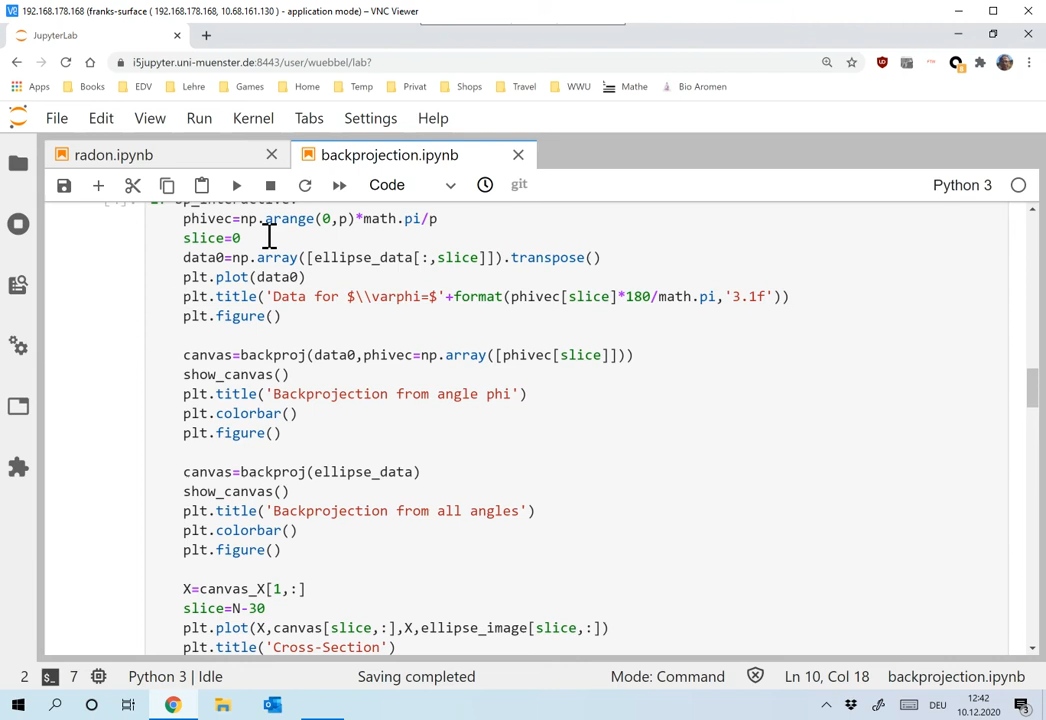 192.168.178.168 (franks-surface ( 192.168.178.168, 10.68.161.130) - application mode) – VNC Viewer
JupyterLab
i5jupyter.uni-muenster.de:8443/user/wuebbel/lab?
Apps Books EDV Lehre Games Home Temp Privat Shops Travel WWU Mathe Bio Aromen
File Edit View Run Kernel Tabs Settings Help
radon.ipynb backprojection.ipynb
Code git Python 3
phivec=np.arange(0,p)*math.pi/p
slice=0
data0=np.array([ellipse_data[:,slice]]).transpose()
plt.plot(data0)
plt.title('Data for $\\varphi=$'+format(phivec[slice]*180/math.pi,'3.1f'))
plt.figure()
canvas=backproj(data0,phivec=np.array([phivec[slice]]))
show_canvas()
plt.title('Backprojection from angle phi')
plt.colorbar()
plt.figure()
canvas=backproj(ellipse_data)
show_canvas()
plt.title('Backprojection from all angles')
plt.colorbar()
plt.figure()
X=canvas_X[1,:]
slice=N-30
plt.plot(X,canvas[slice,:],X,ellipse_image[slice,:])
plt.title('Cross-Section')
2 7 Python 3 | Idle Saving completed Mode: Command Ln 10, Col 18 backprojection.ipynb
DEU 12:42
10.12.2020 3